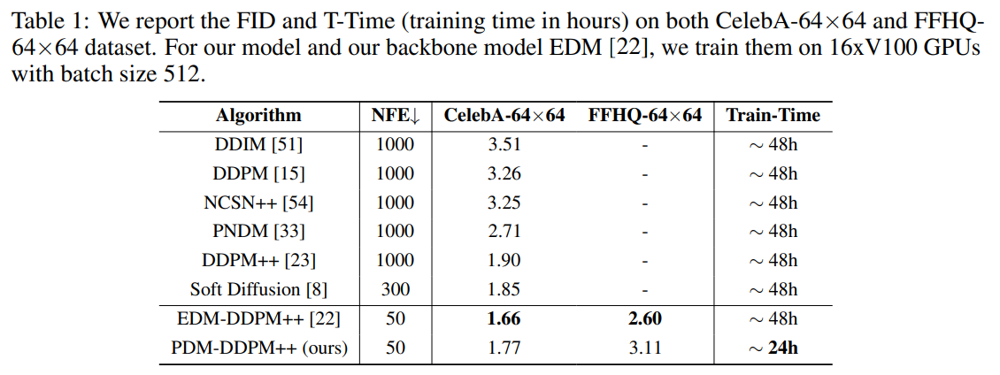 Table 1: We report the FID and T-Time (training time in hours) on both CelebA-64×64 and FFHQ-
64×64 dataset. For our model and our backbone model EDM [22], we train them on 16xV100 GPUs
with batch size 512.
Algorithm NFE↓ CelebA-64×64 FFHQ-64×64 Train-Time
DDIM [51] 1000 3.51 - ~ 48h
DDPM [15] 1000 3.26 - ~ 48h
NCSN++ [54] 1000 3.25 - ~ 48h
PNDM [33] 1000 2.71 - ~ 48h
DDPM++ [23] 1000 1.90 - ~ 48h
Soft Diffusion [8] 300 1.85 - ~ 48h
EDM-DDPM++ [22] 50 1.66 2.60 ~ 48h
PDM-DDPM++ (ours) 50 1.77 3.11 ~ 24h